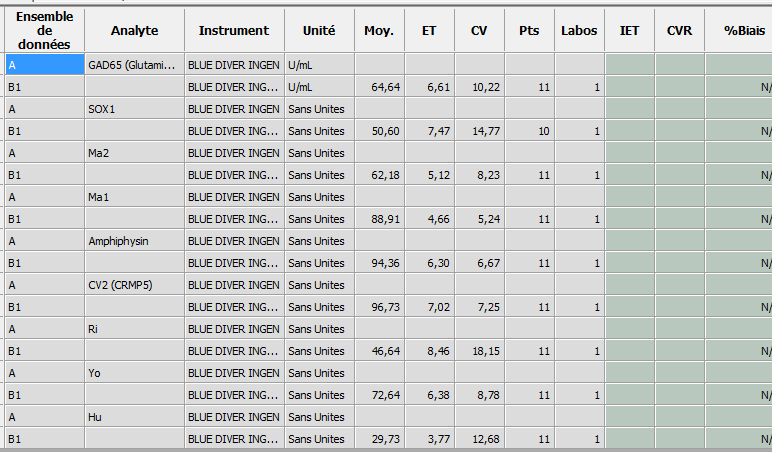 Ensemble de données Analyte Instrument Unité Moy. ET CV Pts Labos IET CVR %Biais
A GAD65 (Glutami... BLUE DIVER INGEN U/mL
B1 BLUE DIVER ING... U/mL 64,64 6,61 10,22 11 1 N/
A SOX1 BLUE DIVER INGEN Sans Unites
B1 BLUE DIVER ING... Sans Unites 50,60 7,47 14,77 10 1 N/
A Ma2 BLUE DIVER INGEN Sans Unites
B1 BLUE DIVER ING... Sans Unites 62,18 5,12 8,23 11 1 N/
A Ma1 BLUE DIVER INGEN Sans Unites
B1 BLUE DIVER ING... Sans Unites 88,91 4,66 5,24 11 1 N/
A Amphiphysin BLUE DIVER INGEN Sans Unites
B1 BLUE DIVER ING... Sans Unites 94,36 6,30 6,67 11 1 N/
A CV2 (CRMP5) BLUE DIVER INGEN Sans Unites
B1 BLUE DIVER ING... Sans Unites 96,73 7,02 7,25 11 1 N/
A Ri BLUE DIVER INGEN Sans Unites
B1 BLUE DIVER ING... Sans Unites 46,64 8,46 18,15 11 1 N/
A Yo BLUE DIVER INGEN Sans Unites
B1 BLUE DIVER ING... Sans Unites 72,64 6,38 8,78 11 1 N/
A Hu BLUE DIVER INGEN Sans Unites
B1 BLUE DIVER ING... Sans Unites 29,73 3,77 12,68 11 1 N/